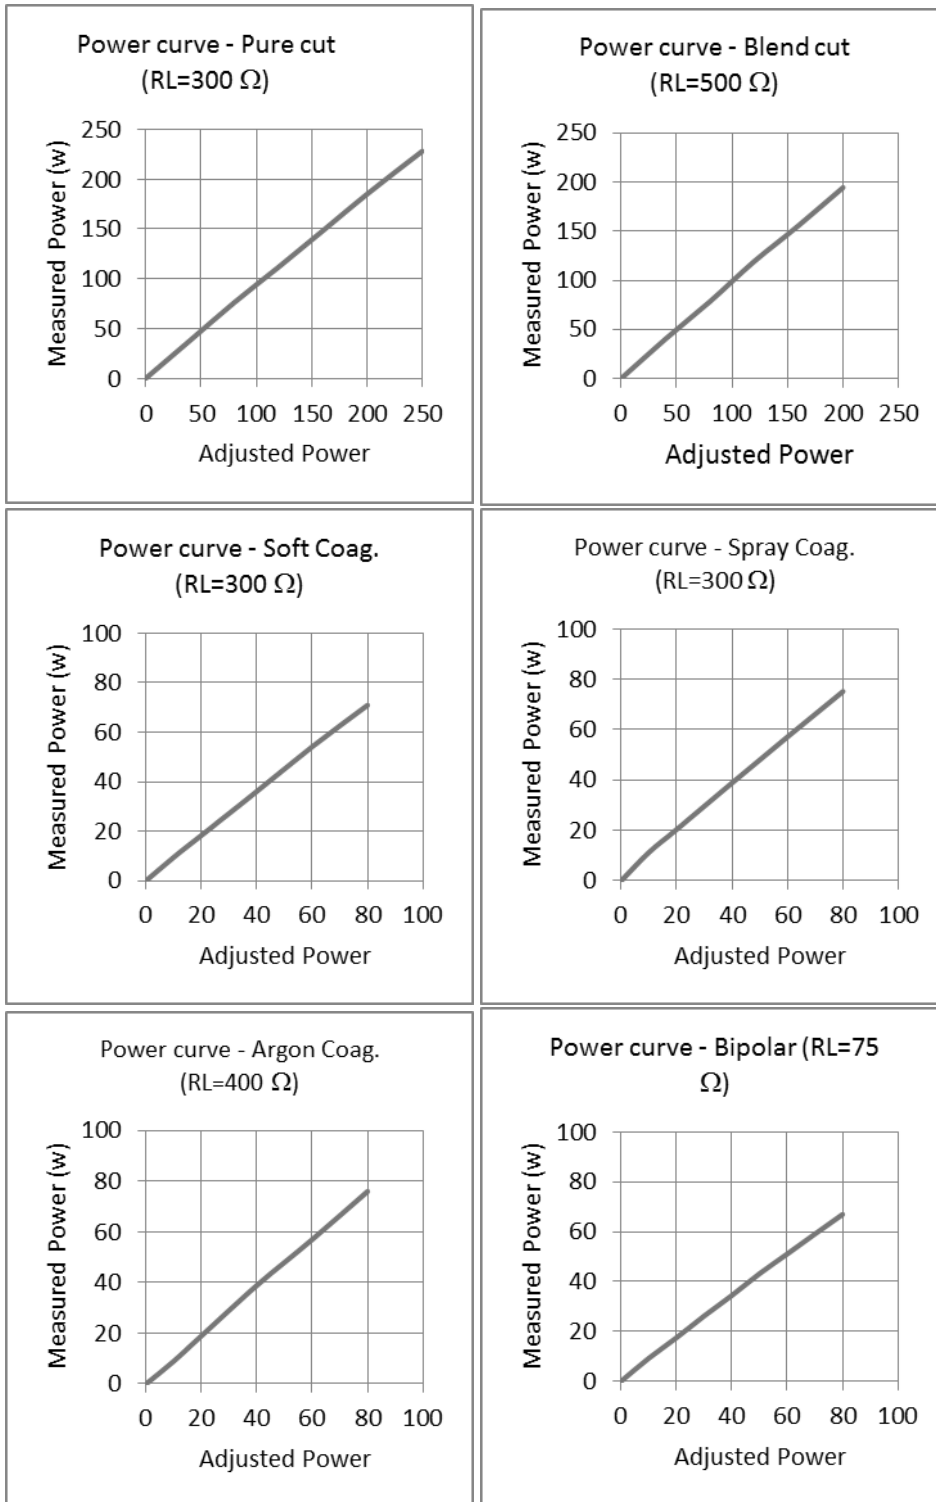 Power curve - Pure cut
(RL=300 Ω)
Measured Power (w)
250
200
150
100
50
0
0 50 100 150 200 250
Adjusted Power
Power curve - Blend cut
(RL=500 Ω)
Measured Power (w)
250
200
150
100
50
0
0 50 100 150 200 250
Adjusted Power
Power curve - Soft Coag.
(RL=300 Ω)
Measured Power (w)
100
80
60
40
20
0
0 20 40 60 80 100
Adjusted Power
Power curve - Spray Coag.
(RL=300 Ω)
Measured Power (w)
100
80
60
40
20
0
0 20 40 60 80 100
Adjusted Power
Power curve - Argon Coag.
(RL=400 Ω)
Measured Power (w)
100
80
60
40
20
0
0 20 40 60 80 100
Adjusted Power
Power curve - Bipolar (RL=75
Ω)
Measured Power (w)
100
80
60
40
20
0
0 20 40 60 80 100
Adjusted Power